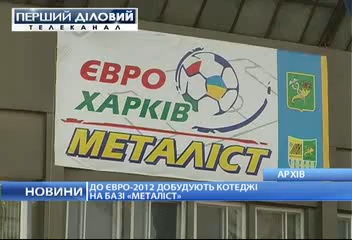 ПЕРШИЙ ДІЛОВИЙ
ТЕЛЕКАНАЛ
ЄВРО
ХАРКІВ
МЕТАЛІСТ
АРХІВ
НОВИНИ
ДО ЄВРО-2012 ДОБУДУЮТЬ КОТЕДЖІ
НА БАЗІ «МЕТАЛІСТ»